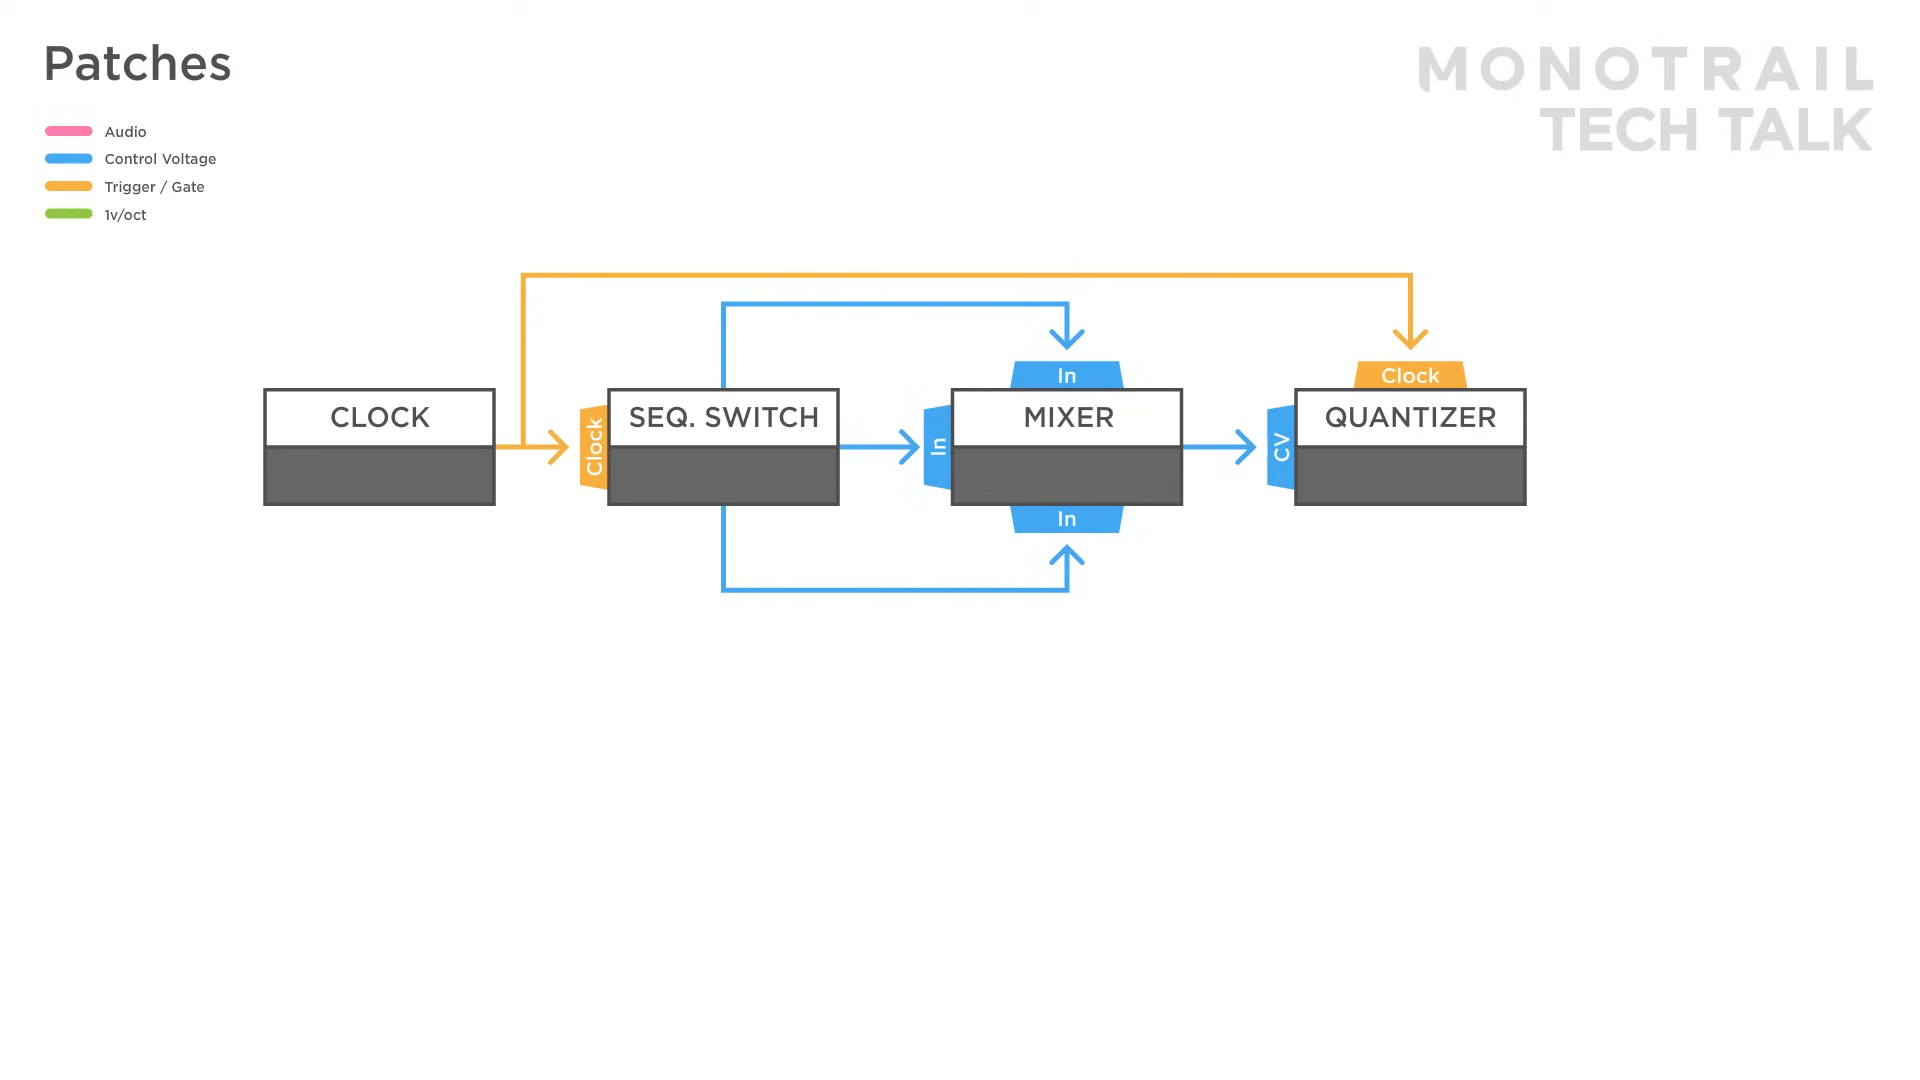 Patches
MONOTRAIL
TECH TALK
Audio
Control Voltage
Trigger / Gate
1v/oct
In
Clock
CLOCK
Clock
SEQ. SWITCH
In
MIXER
CV
QUANTIZER
In